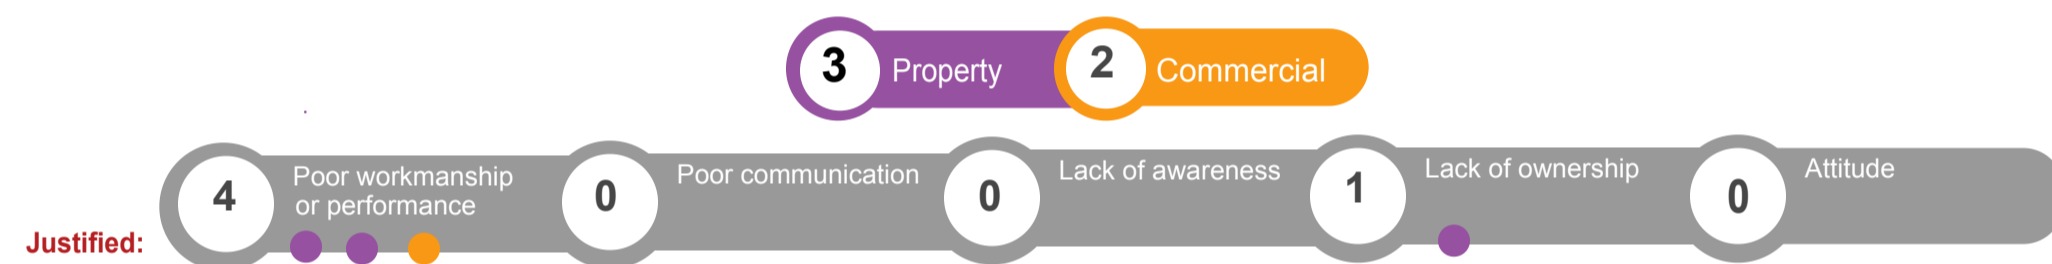 3 Property 2 Commercial
4 Poor workmanship
or performance
0 Poor communication
0 Lack of awareness
1 Lack of ownership
0 Attitude
Justified: